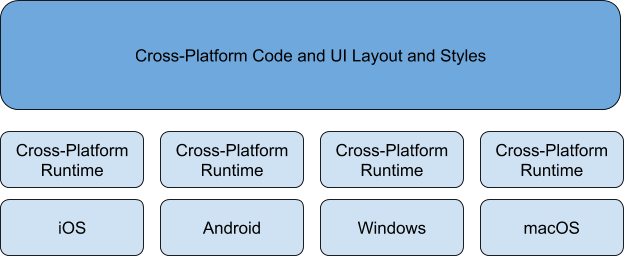 Cross-Platform Code and UI Layout and Styles
Cross-Platform
Runtime
Cross-Platform
Runtime
Cross-Platform
Runtime
Cross-Platform
Runtime
iOS
Android
Windows
macOS